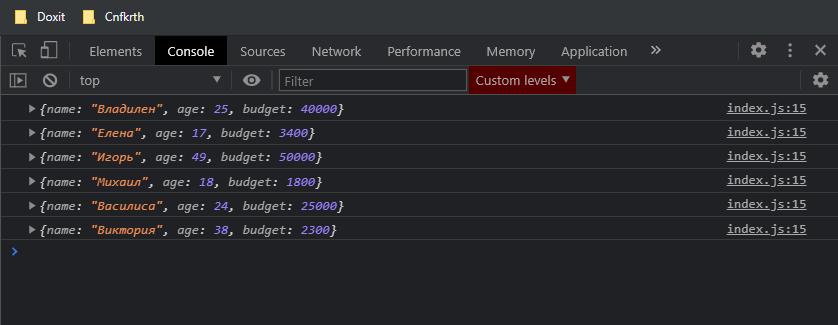 Doxit Cnfkrth
Elements Console Sources Network Performance Memory Application »
top Filter Custom levels
{name: "Владилен", age: 25, budget: 40000} index.js:15
{name: "Елена", age: 17, budget: 3400} index.js:15
{name: "Игорь", age: 49, budget: 50000} index.js:15
{name: "Михаил", age: 18, budget: 1800} index.js:15
{name: "Василиса", age: 24, budget: 25000} index.js:15
{name: "Виктория", age: 38, budget: 2300} index.js:15